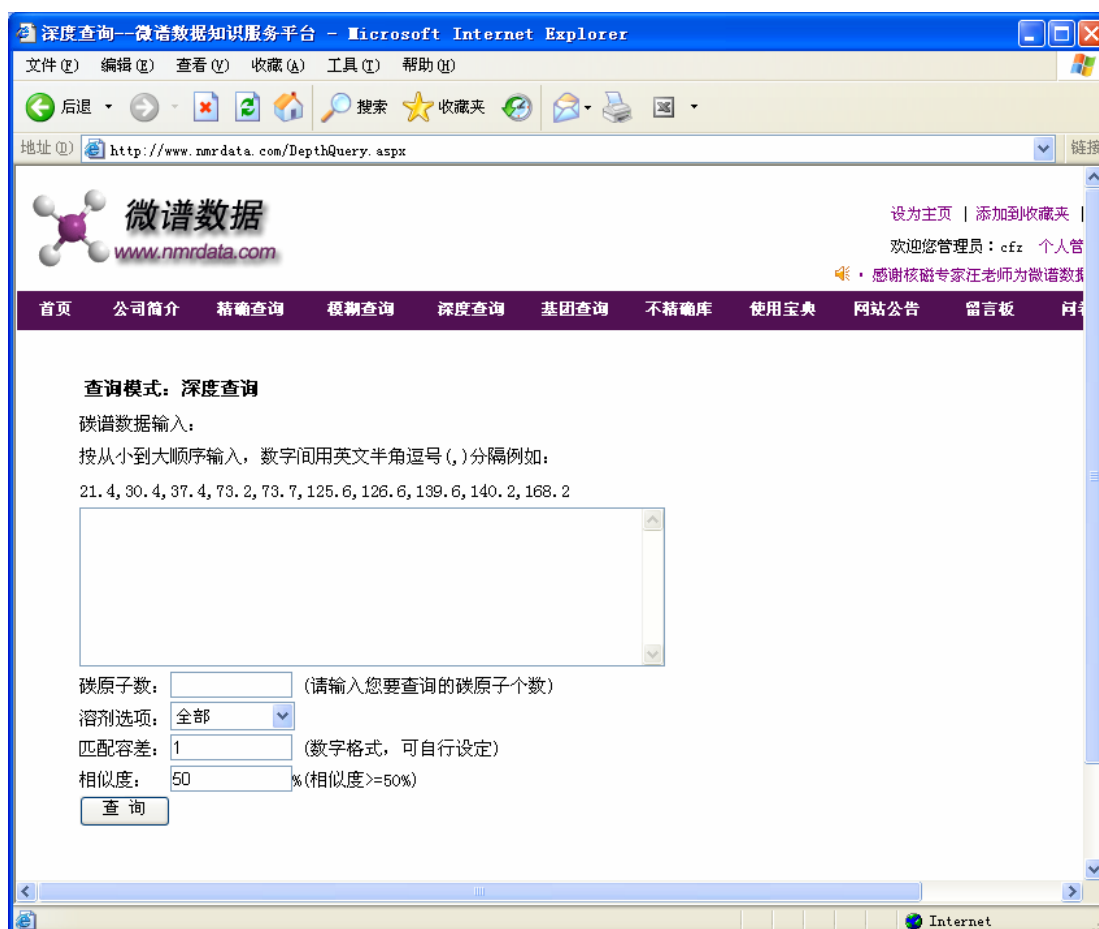 深度查询--微谱数据知识服务平台 - Microsoft Internet Explorer
文件(F) 编辑(E) 查看(V) 收藏(A) 工具(T) 帮助(H)
后退 搜索 收藏夹
地址(D) http://www.nmrdata.com/DepthQuery.aspx 链接
微谱数据
www.nmrdata.com
设为主页 | 添加到收藏夹 |
欢迎您管理员：cfz 个人管
· 感谢核磁专家汪老师为微谱数据
首页 公司简介 精确查询 模糊查询 深度查询 基团查询 不精确库 使用宝典 网站公告 留言板 问卷
查询模式：深度查询
碳谱数据输入：
按从小到大顺序输入，数字间用英文半角逗号(,)分隔例如：
21.4,30.4,37.4,73.2,73.7,125.6,126.6,139.6,140.2,168.2
碳原子数： (请输入您要查询的碳原子个数)
溶剂选项： 全部
匹配容差： 1 (数字格式，可自行设定)
相似度： 50 %(相似度>=50%)
查 询
Internet